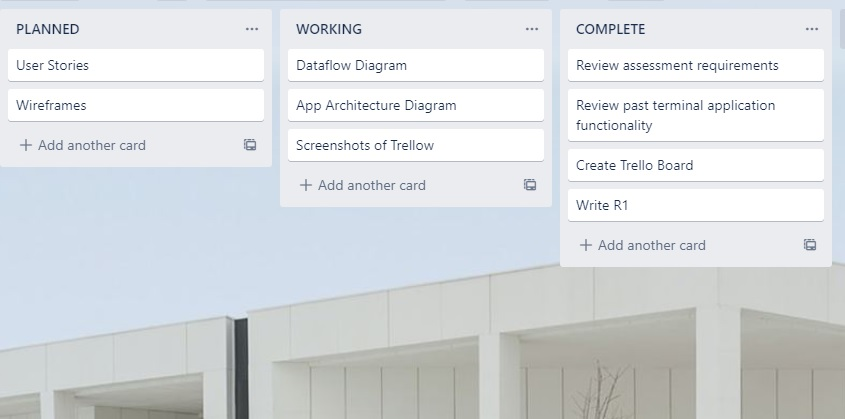 PLANNED
User Stories
Wireframes
Add another card
WORKING
Dataflow Diagram
App Architecture Diagram
Screenshots of Trellow
Add another card
COMPLETE
Review assessment requirements
Review past terminal application
functionality
Create Trello Board
Write R1
Add another card